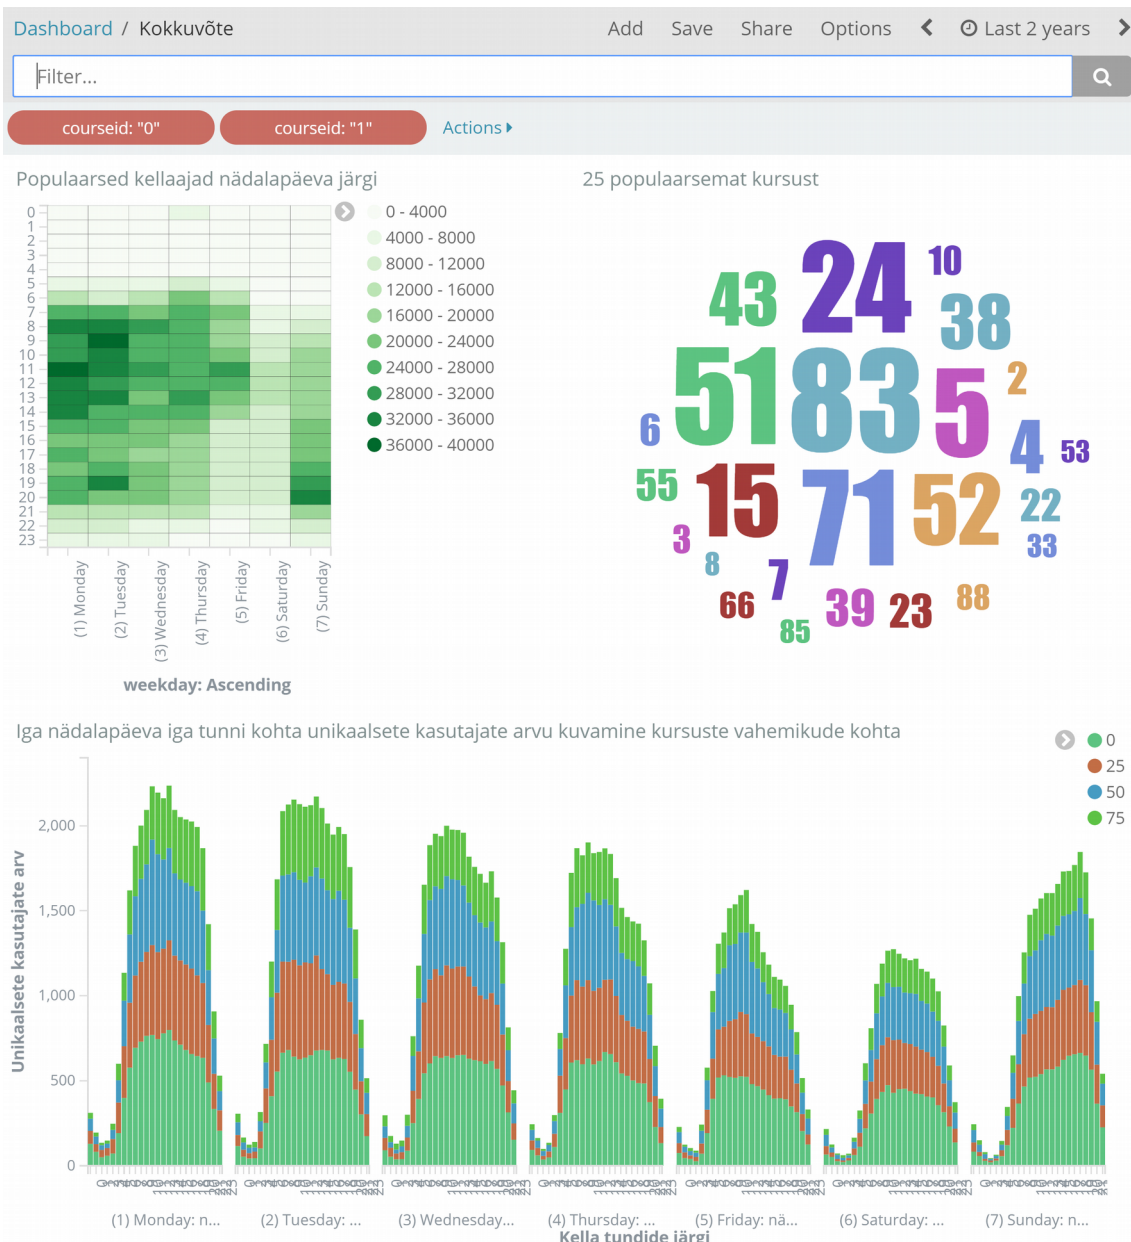 Dashboard / Kokkuvõte Add Save Share Options Last 2 years
Filter...
courseid: "0" courseid: "1" Actions
Populaarsed kellaajad nädalapäeva järgi
0
1
2
3
4
5
6
7
8
9
10
11
12
13
14
15
16
17
18
19
20
21
22
23
(1) Monday
(2) Tuesday
(3) Wednesday
(4) Thursday
(5) Friday
(6) Saturday
(7) Sunday
weekday: Ascending
0 - 4000
4000 - 8000
8000 - 12000
12000 - 16000
16000 - 20000
20000 - 24000
24000 - 28000
28000 - 32000
32000 - 36000
36000 - 40000
25 populaarsemat kursust
24
10
43
38
51
83
5
2
6
4
53
55
15
71
52
22
3
33
8
7
66
39
23
88
85
Iga nädalapäeva iga tunni kohta unikaalsete kasutajate arvu kuvamine kursuste vahemikude kohta
0
25
50
75
Unikaalsete kasutajate arv
2,000
1,500
1,000
500
0
(1) Monday: n...
(2) Tuesday: ...
(3) Wednesday...
(4) Thursday: ...
(5) Friday: nä...
(6) Saturday: ...
(7) Sunday: n...
Kella tundide järgi